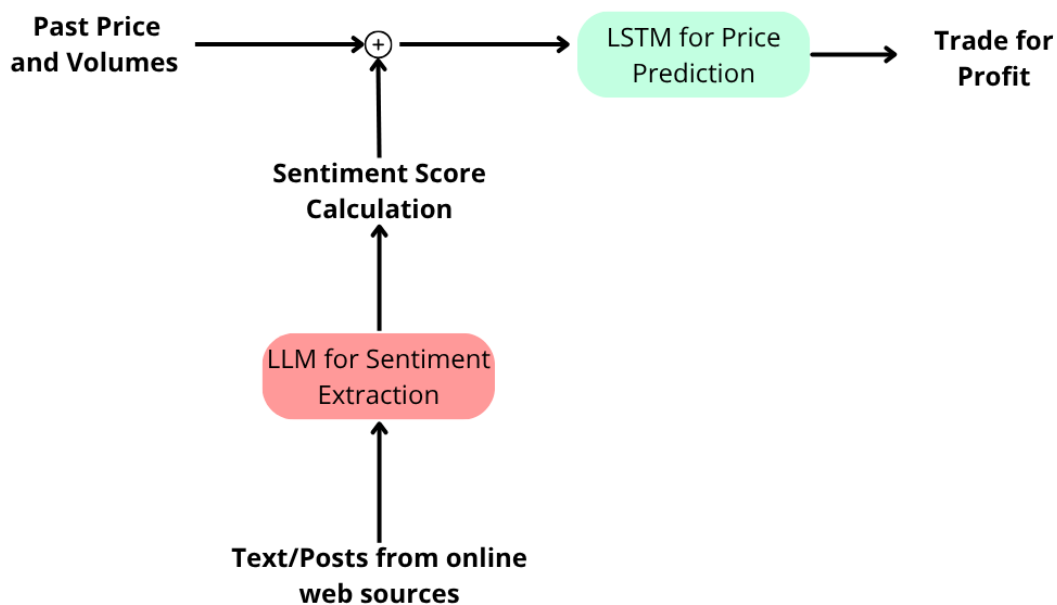 Past Price
and Volumes
+
LSTM for Price
Prediction
Trade for
Profit
Sentiment Score
Calculation
LLM for Sentiment
Extraction
Text/Posts from online
web sources